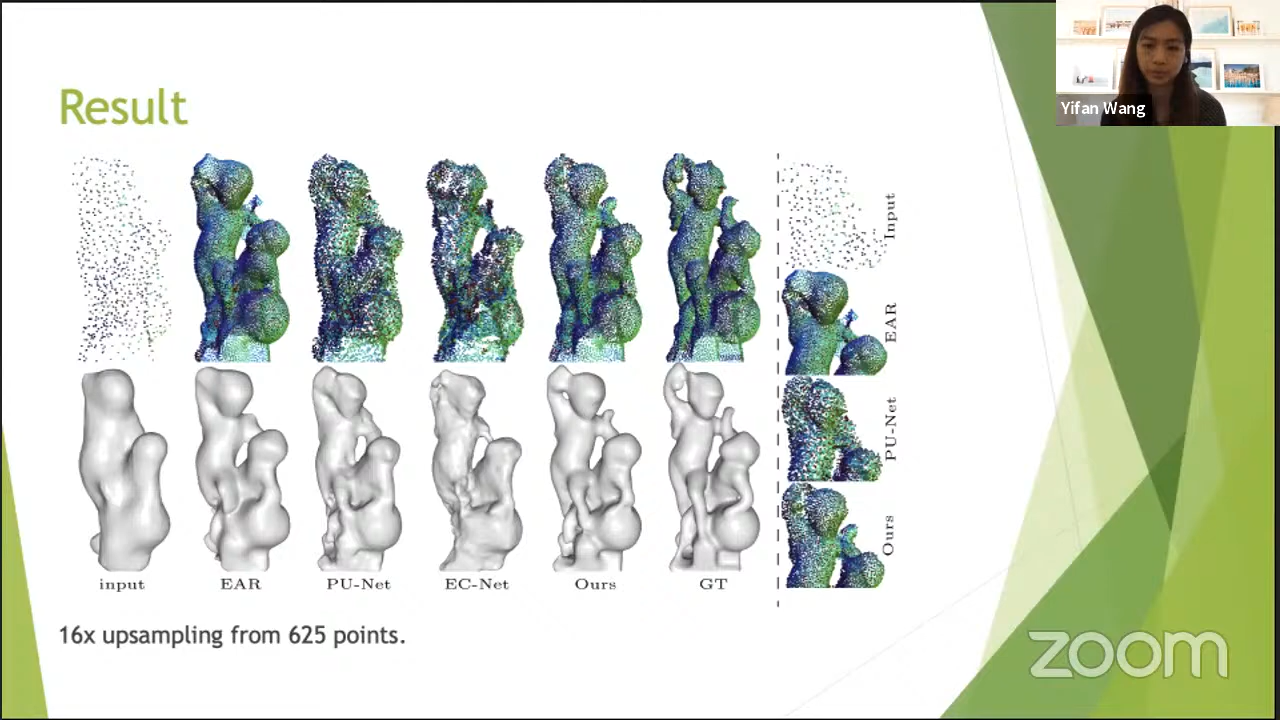 Result
Yifan Wang
Input
EAR
PU-Net
Ours
input EAR PU-Net EC-Net Ours GT
16x upsampling from 625 points.
zoom